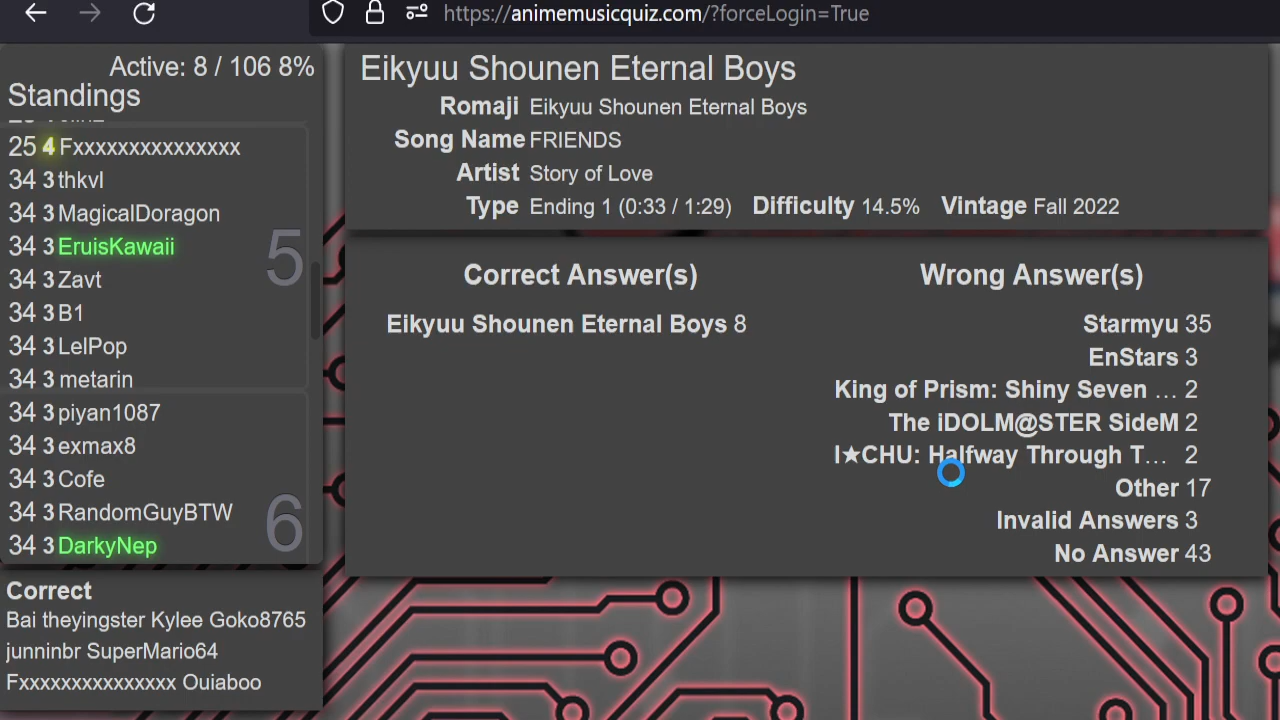 https://animemusicquiz.com/?forceLogin=True
Active: 8 / 106 8%
Standings
25 4 Fxxxxxxxxxxxxxxx
34 3 thkvl
34 3 MagicalDoragon
34 3 EruisKawaii
5
34 3 Zavt
34 3 B1
34 3 LelPop
34 3 metarin
34 3 piyan1087
34 3 exmax8
34 3 Cofe
34 3 RandomGuyBTW
6
34 3 DarkyNep
Correct
Bai theyingster Kylee Goko8765
junninbr SuperMario64
Fxxxxxxxxxxxxxxx Ouiaboo
Eikyuu Shounen Eternal Boys
Romaji Eikyuu Shounen Eternal Boys
Song Name FRIENDS
Artist Story of Love
Type Ending 1 (0:33 / 1:29) Difficulty 14.5% Vintage Fall 2022
Correct Answer(s)
Eikyuu Shounen Eternal Boys 8
Wrong Answer(s)
Starmyu 35
EnStars 3
King of Prism: Shiny Seven ... 2
The iDOLM@STER SideM 2
I★CHU: Halfway Through T... 2
Other 17
Invalid Answers 3
No Answer 43